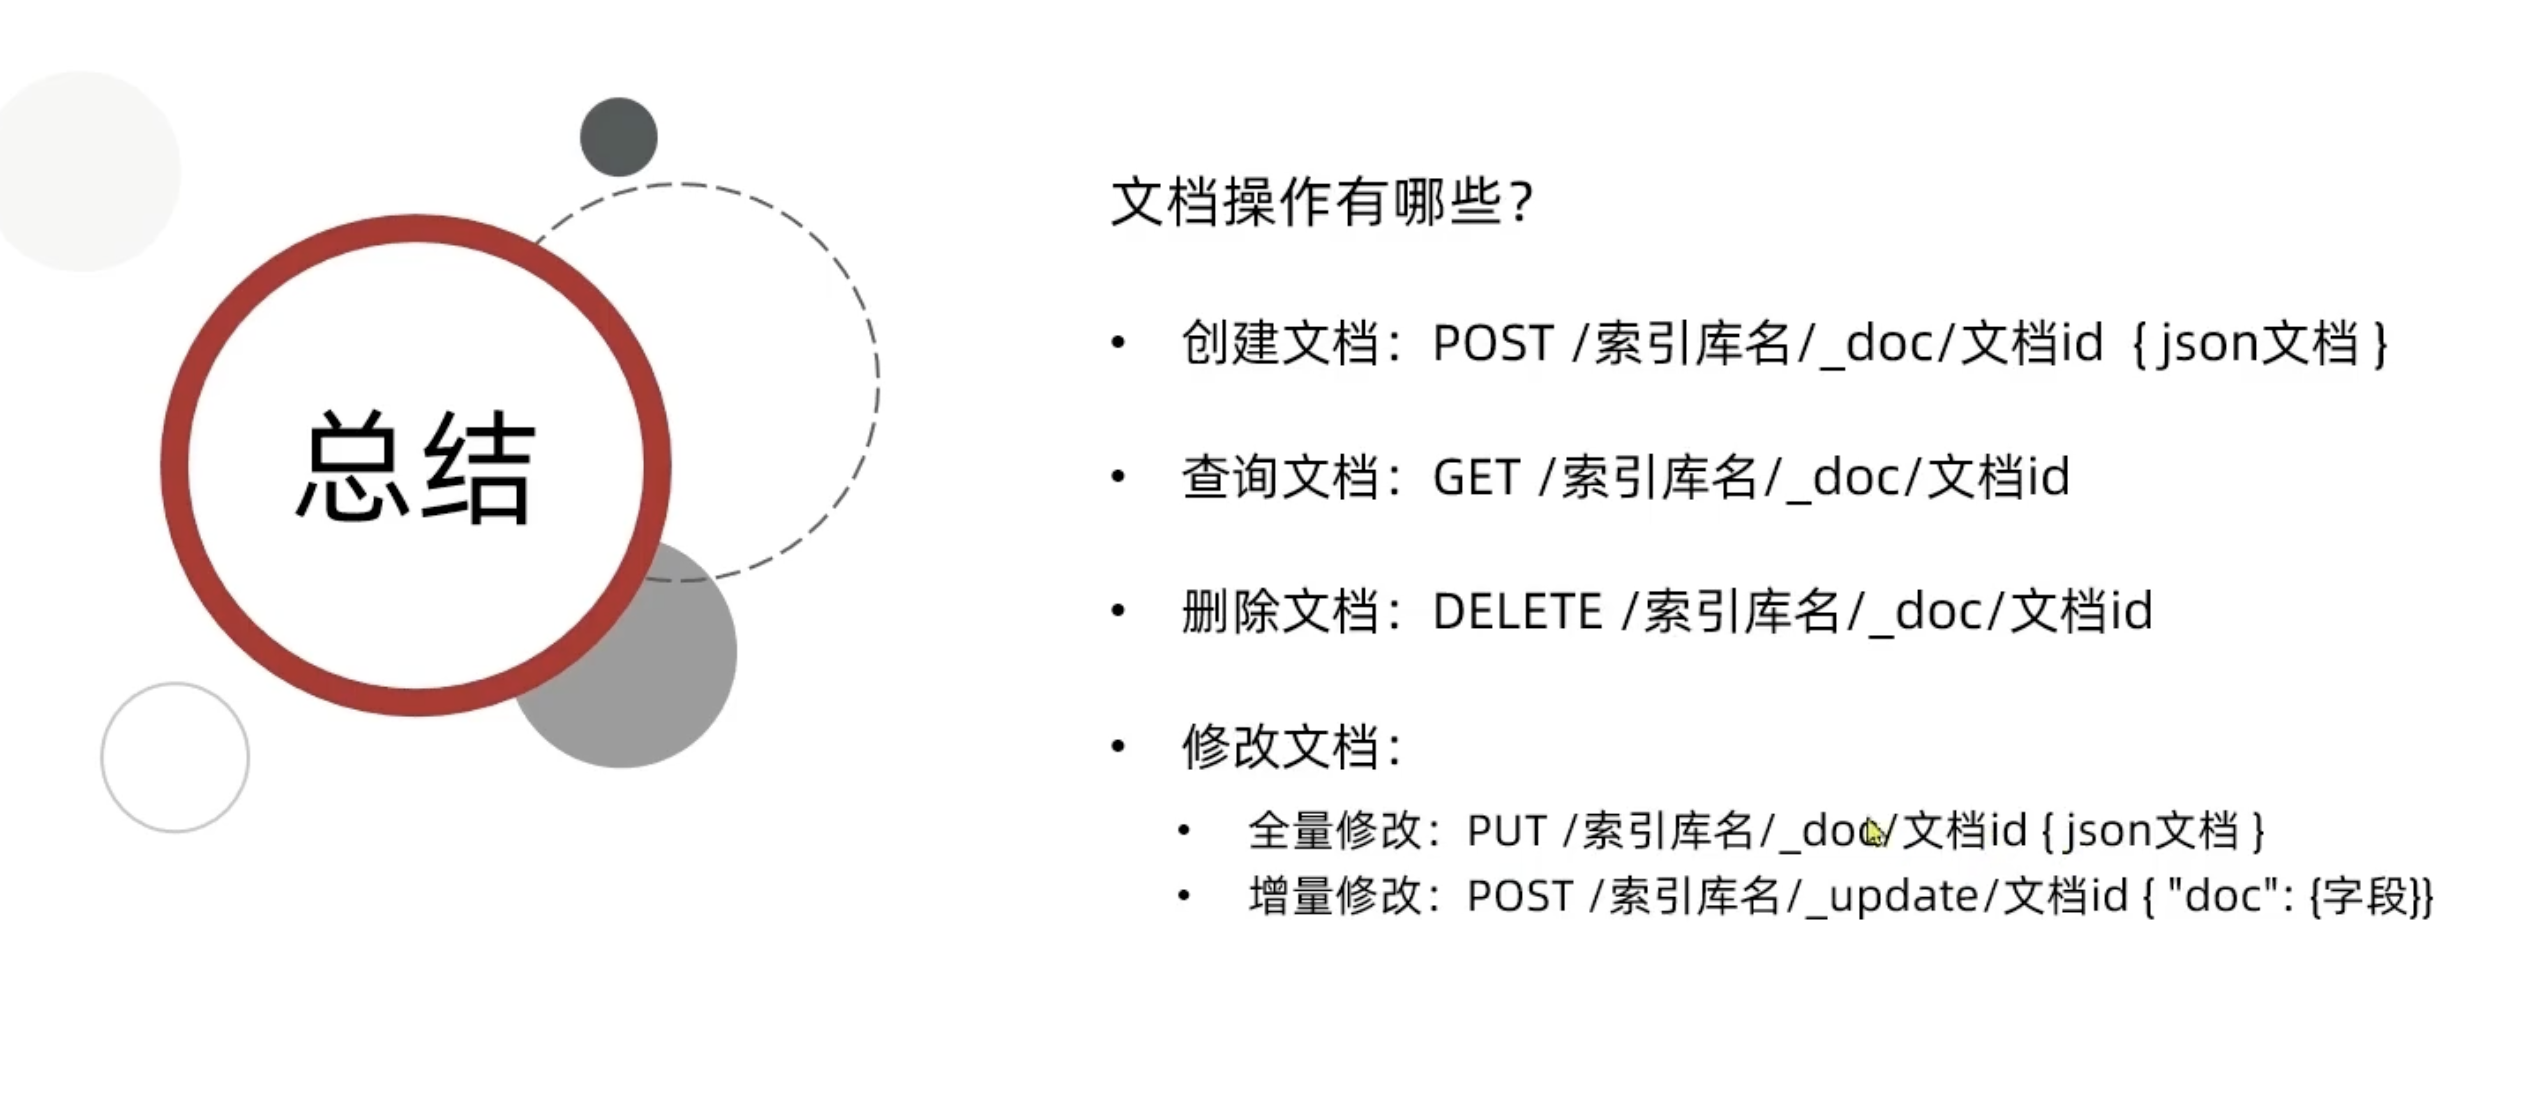 总结
文档操作有哪些?
• 创建文档：POST /索引库名/_doc/文档id { json文档 }
• 查询文档：GET /索引库名/_doc/文档id
• 删除文档：DELETE /索引库名/_doc/文档id
• 修改文档：
• 全量修改：PUT /索引库名/_doc/文档id { json文档 }
• 增量修改：POST /索引库名/_update/文档id { "doc": {字段}}